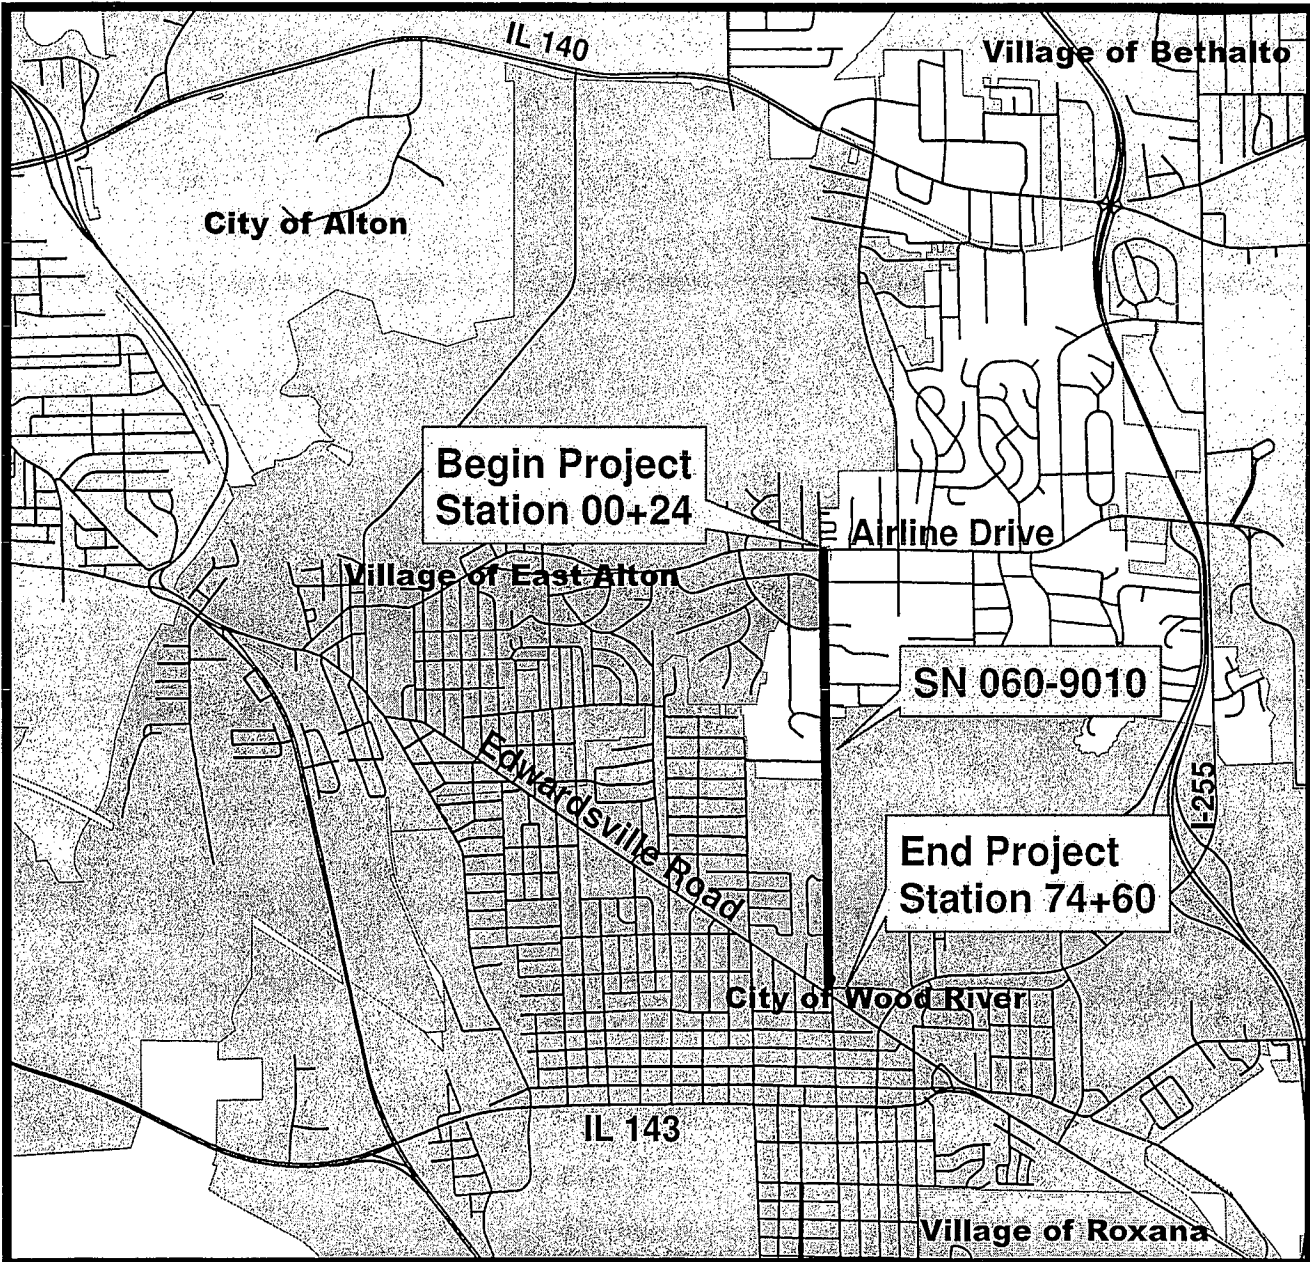 IL 140
Village of Bethalto
City of Alton
Begin Project
Station 00+24
Airline Drive
Village of East Alton
SN 060-9010
Edwardsville Road
I-255
End Project
Station 74+60
City of Wood River
IL 143
Village of Roxana